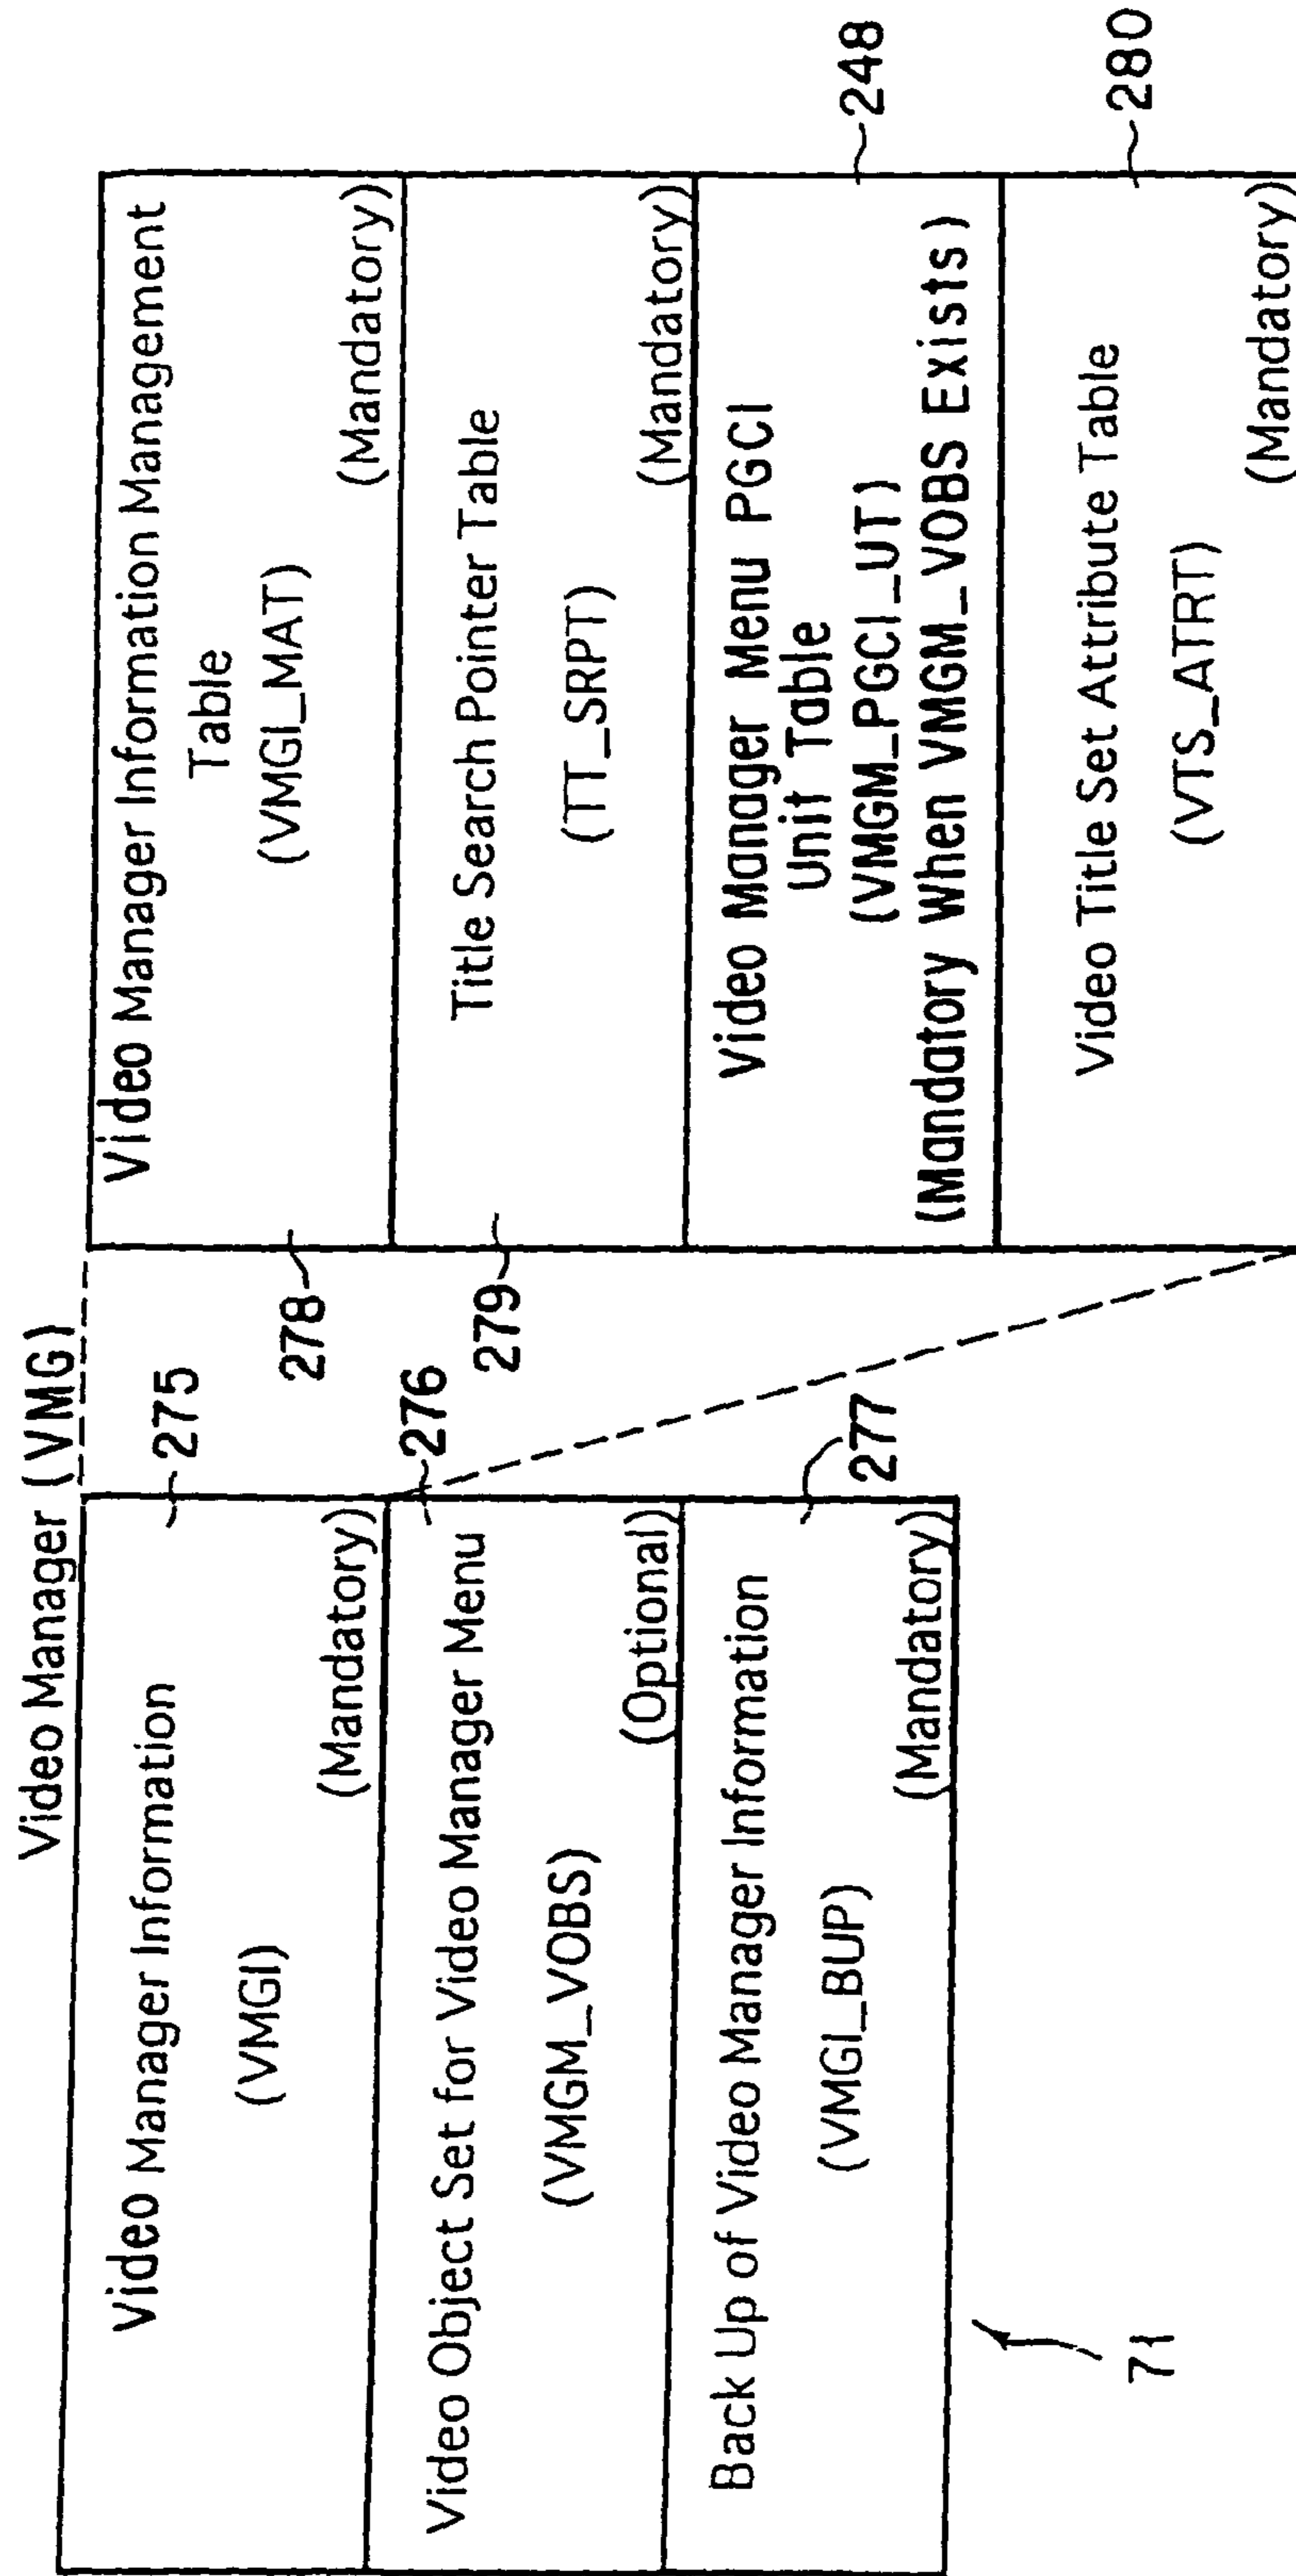 Video Manager (VMG)
275
Video Manager Information
(VMGI)
(Mandatory)
276
Video Object Set for Video Manager Menu
(VMGM_VOBS)
(Optional)
277
Back Up of Video Manager Information
(VMGI_BUP)
(Mandatory)
71
Video Manager Information Management
Table
(VMGI_MAT)
(Mandatory)
278
Title Search Pointer Table
(TT_SRPT)
(Mandatory)
279
Video Manager Menu PGCI
Unit Table
(VMGM_PGCI_UT)
(Mandatory When VMGM_VOBS Exists)
248
Video Title Set Attribute Table
(VTS_ATRT)
(Mandatory)
280